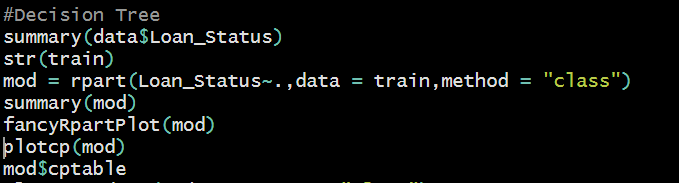 #Decision Tree
summary(data$Loan_Status)
str(train)
mod = rpart(Loan_Status~.,data = train,method = "class")
summary(mod)
fancyRpartPlot(mod)
plotcp(mod)
mod$cptable